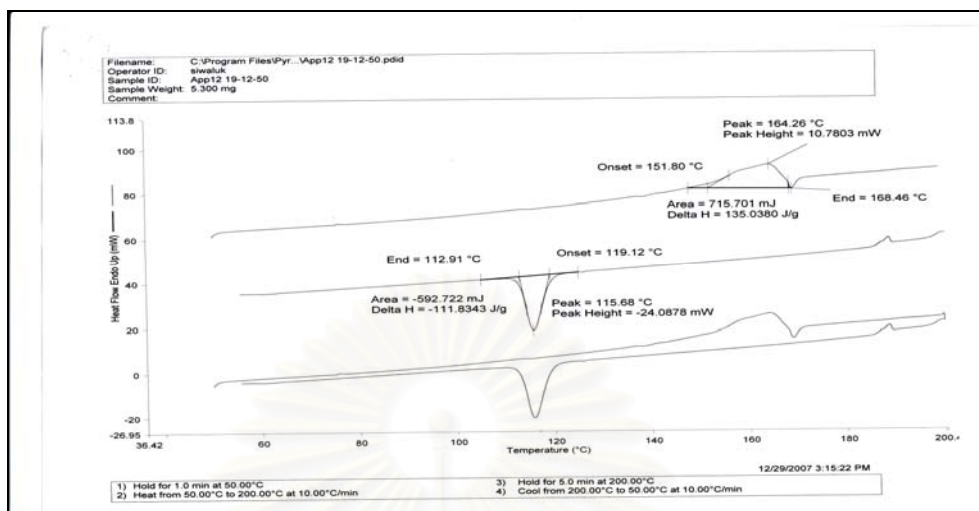 Filename: C:\Program Files\Pyr...\App12 19-12-50.pdid
Operator ID: siwaluk
Sample ID: App12 19-12-50
Sample Weight: 5.300 mg
Comment:
113.8
100
80
60
40
20
0
-20
-26.95
Heat Flow Endo Up (mW)
Peak = 164.26 °C
Peak Height = 10.7803 mW
Onset = 151.80 °C
End = 168.46 °C
Area = 715.701 mJ
Delta H = 135.0380 J/g
End = 112.91 °C
Onset = 119.12 °C
Area = -592.722 mJ
Delta H = -111.8343 J/g
Peak = 115.68 °C
Peak Height = -24.0878 mW
36.42
60
80
100
120
140
160
180
200.
Temperature (°C)
12/29/2007 3:15:22 PM
1) Hold for 1.0 min at 50.00°C
2) Heat from 50.00°C to 200.00°C at 10.00°C/min
3) Hold for 5.0 min at 200.00°C
4) Cool from 200.00°C to 50.00°C at 10.00°C/min